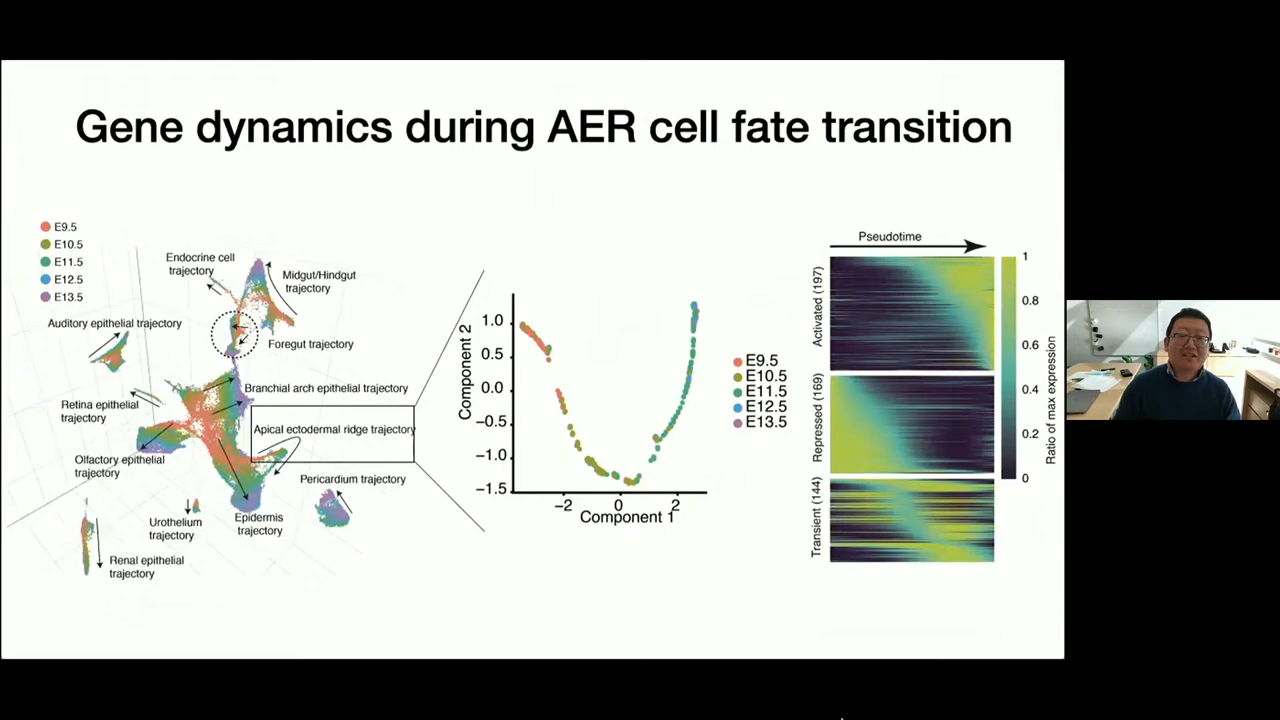 Gene dynamics during AER cell fate transition
E9.5
E10.5
E11.5
E12.5
E13.5
Endocrine cell
trajectory
Midgut/Hindgut
trajectory
Auditory epithelial trajectory
Foregut trajectory
Branchial arch epithelial trajectory
Retina epithelial
trajectory
Apical ectodermal ridge trajectory
Olfactory epithelial
trajectory
Pericardium trajectory
Urothelium
trajectory
Epidermis
trajectory
Renal epithelial
trajectory
Component 2
1.0
0.5
0.0
−0.5
−1.0
−1.5
−2
0
2
Component 1
E9.5
E10.5
E11.5
E12.5
E13.5
Pseudotime
Activated (197)
Repressed (169)
Transient (144)
1
0.8
0.6
0.4
0.2
0
Ratio of max expression